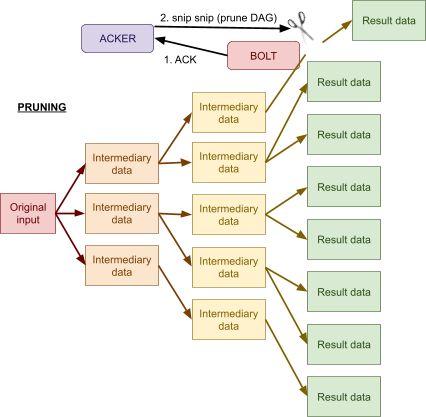 2. snip snip (prune DAG)
Result data
ACKER
BOLT
1. ACK
Result data
PRUNING
Intermediary
data
Result data
Intermediary
data
Intermediary
data
Result data
Original
input
Intermediary
data
Intermediary
data
Result data
Intermediary
data
Intermediary
data
Result data
Intermediary
data
Result data
Result data